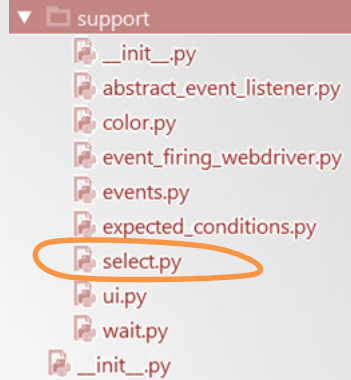 support
__init__.py
abstract_event_listener.py
color.py
event_firing_webdriver.py
events.py
expected_conditions.py
select.py
ui.py
wait.py
__init__.py